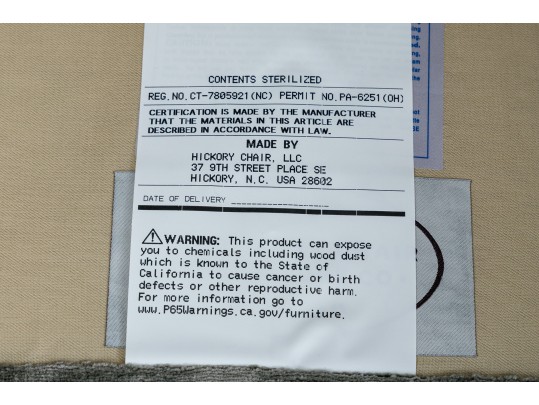 CONTENTS STERILIZED
REG.NO.CT-7805921(NC) PERMIT NO.PA-6251(OH)
CERTIFICATION IS MADE BY THE MANUFACTURER
THAT THE MATERIALS IN THIS ARTICLE ARE
DESCRIBED IN ACCORDANCE WITH LAW.
MADE BY
HICKORY CHAIR, LLC
37 9TH STREET PLACE SE
HICKORY, N.C. USA 28602
DATE OF DELIVERY
WARNING: This product can expose
you to chemicals including wood dust
which is known to the State of
California to cause cancer or birth
defects or other reproductive harm.
For more information go to
www.P65Warnings.ca.gov/furniture.